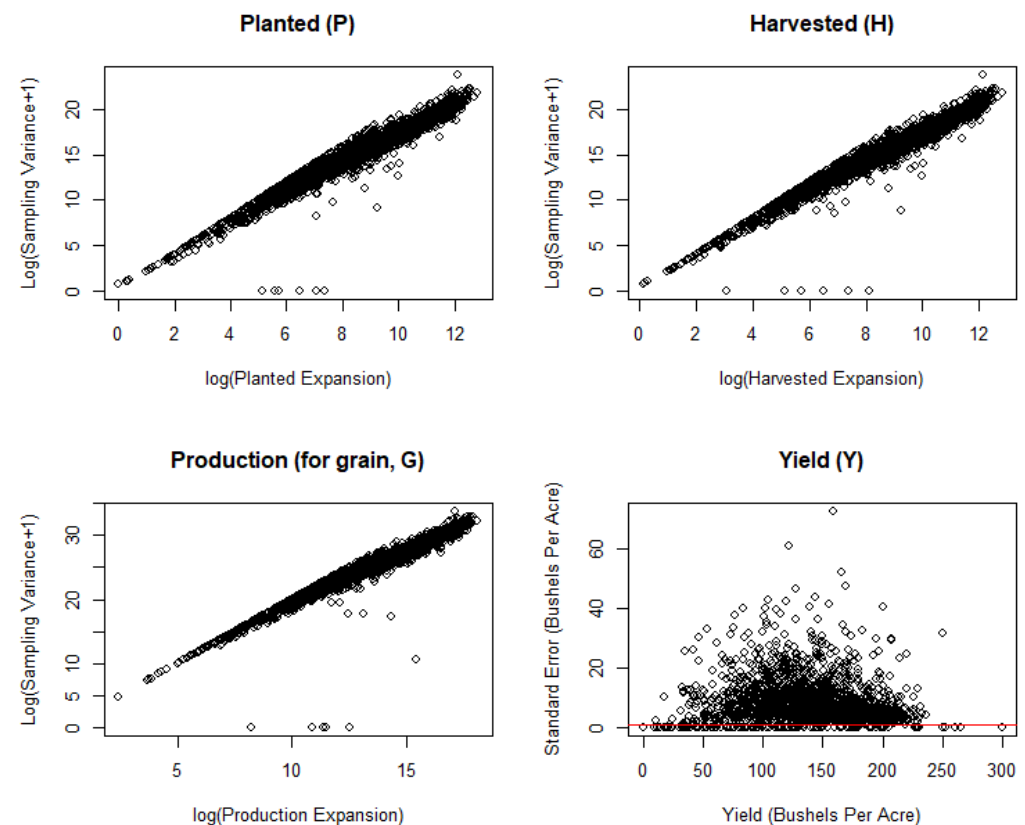 Planted (P)
Log(Sampling Variance+1)
0 5 10 15 20
0 2 4 6 8 10 12
log(Planted Expansion)
Harvested (H)
Log(Sampling Variance+1)
0 5 10 15 20
0 2 4 6 8 10 12
log(Harvested Expansion)
Production (for grain, G)
Log(Sampling Variance+1)
0 5 10 20 30
5 10 15
log(Production Expansion)
Yield (Y)
Standard Error (Bushels Per Acre)
0 20 40 60
0 50 100 150 200 250 300
Yield (Bushels Per Acre)